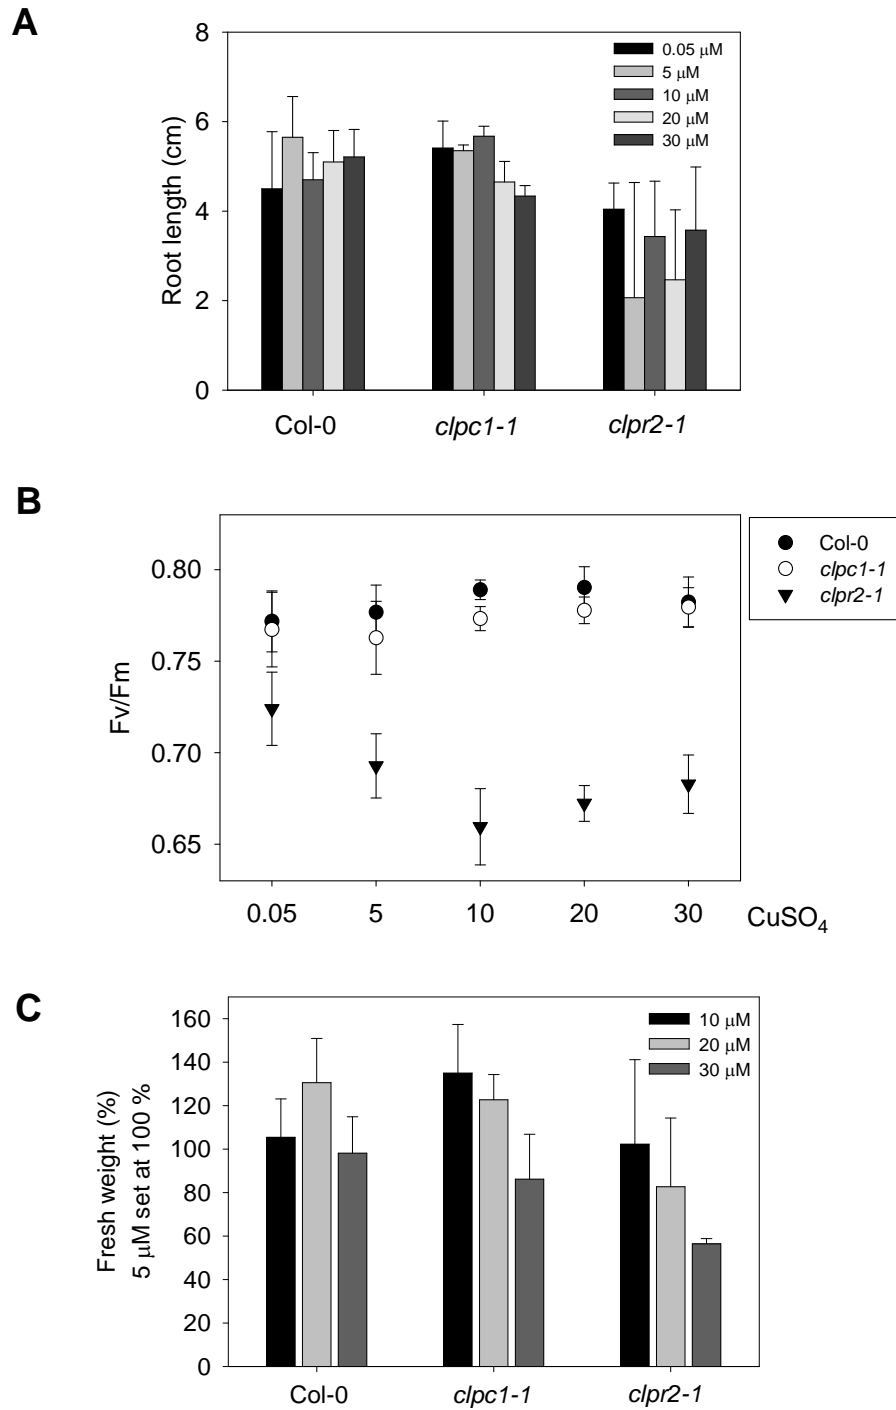 A
Root length (cm)
8
6
4
2
0
0.05 μM
5 μM
10 μM
20 μM
30 μM
Col-0
clpc1-1
clpr2-1
B
Fv/Fm
0.80
0.75
0.70
0.65
0.05
5
10
20
30
CuSO₄
Col-0
clpc1-1
clpr2-1
C
Fresh weight (%)
5 μM set at 100 %
160
140
120
100
80
60
40
20
0
10 μM
20 μM
30 μM
Col-0
clpc1-1
clpr2-1